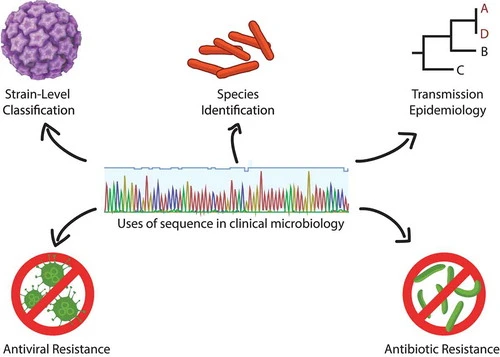 A
D
B
C
Strain-Level
Classification
Species
Identification
Transmission
Epidemiology
Uses of sequence in clinical microbiology
Antiviral Resistance
Antibiotic Resistance